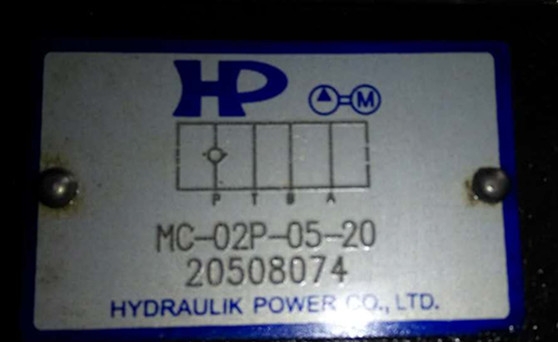 HP
M
P T B A
MC-02P-05-20
20508074
HYDRAULIK POWER CO., LTD.